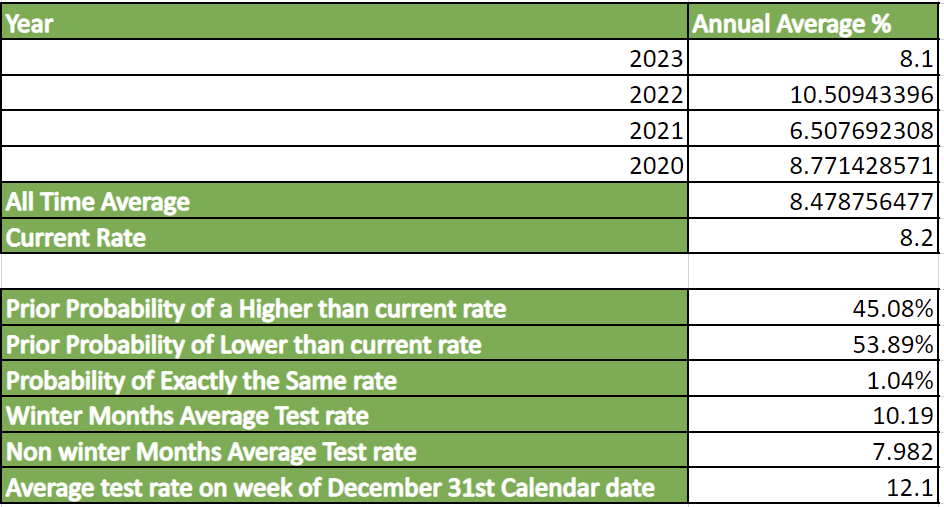 Year Annual Average %
2023 8.1
2022 10.50943396
2021 6.507692308
2020 8.771428571
All Time Average 8.478756477
Current Rate 8.2
Prior Probability of a Higher than current rate 45.08%
Prior Probability of Lower than current rate 53.89%
Probability of Exactly the Same rate 1.04%
Winter Months Average Test rate 10.19
Non winter Months Average Test rate 7.982
Average test rate on week of December 31st Calendar date 12.1